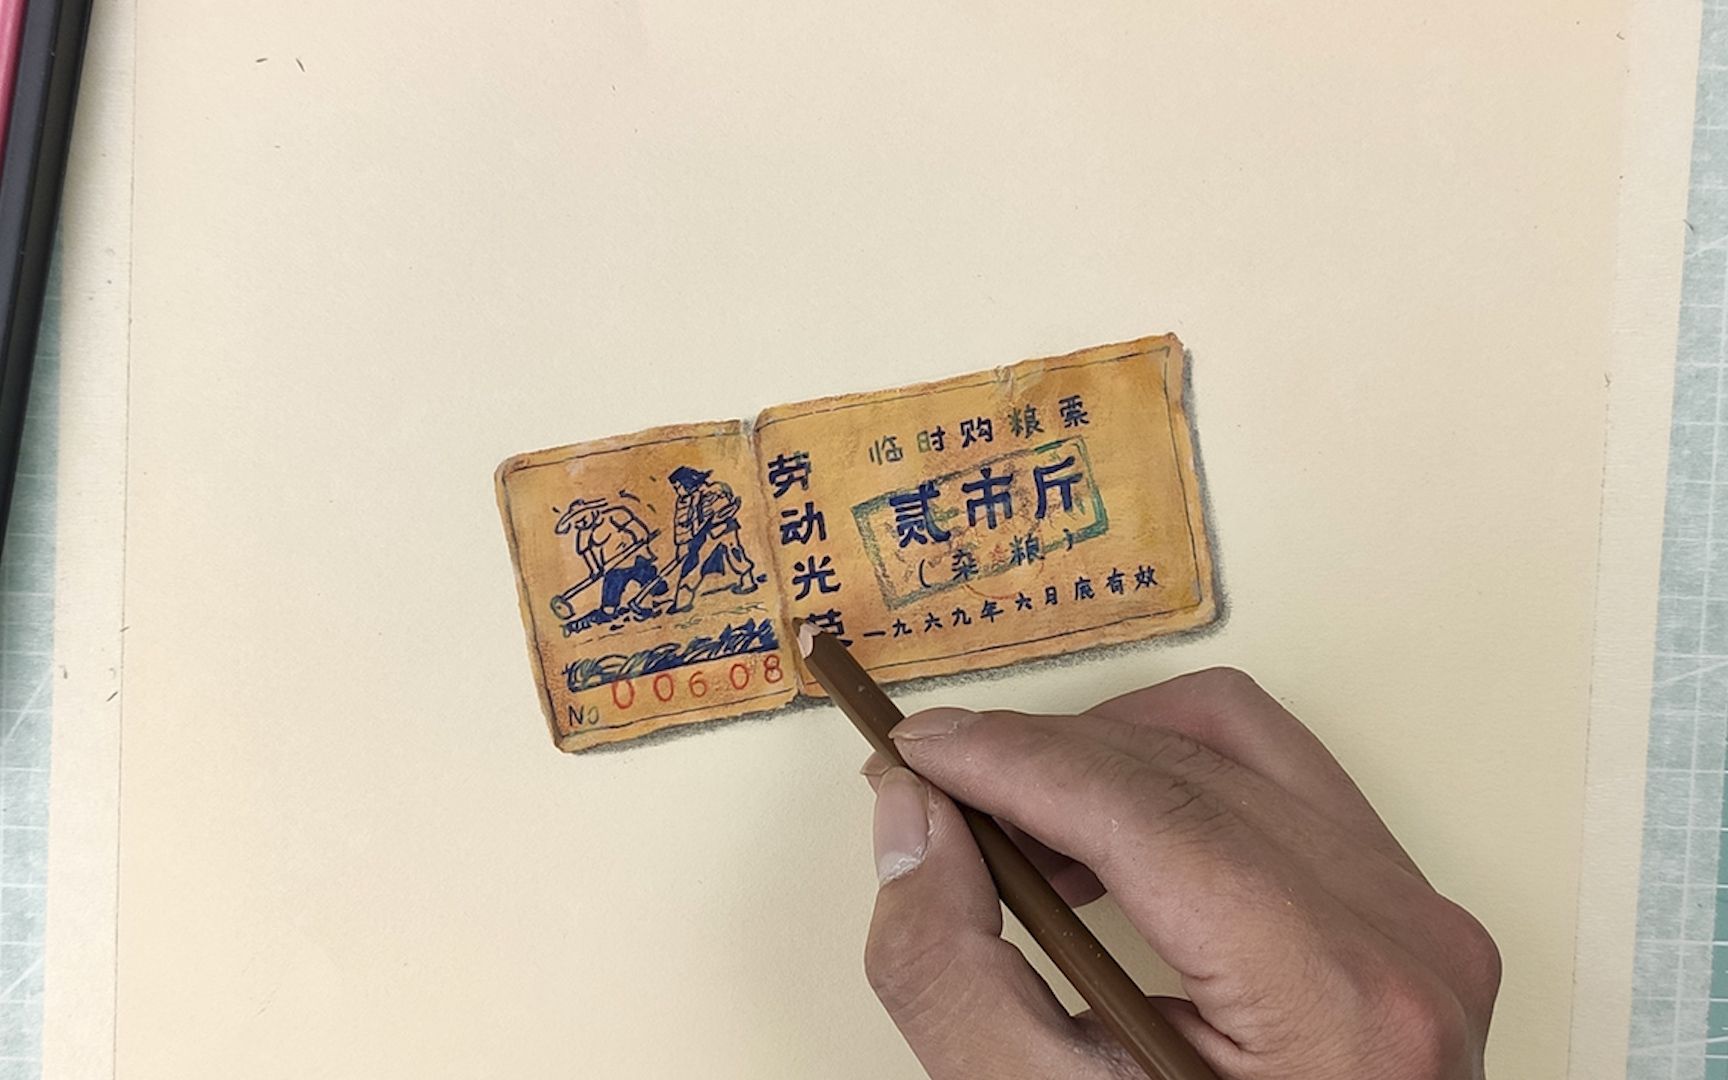 临时购粮票
贰市斤
(杂粮)
一九六九年六月底有效
劳动光荣
No 00608